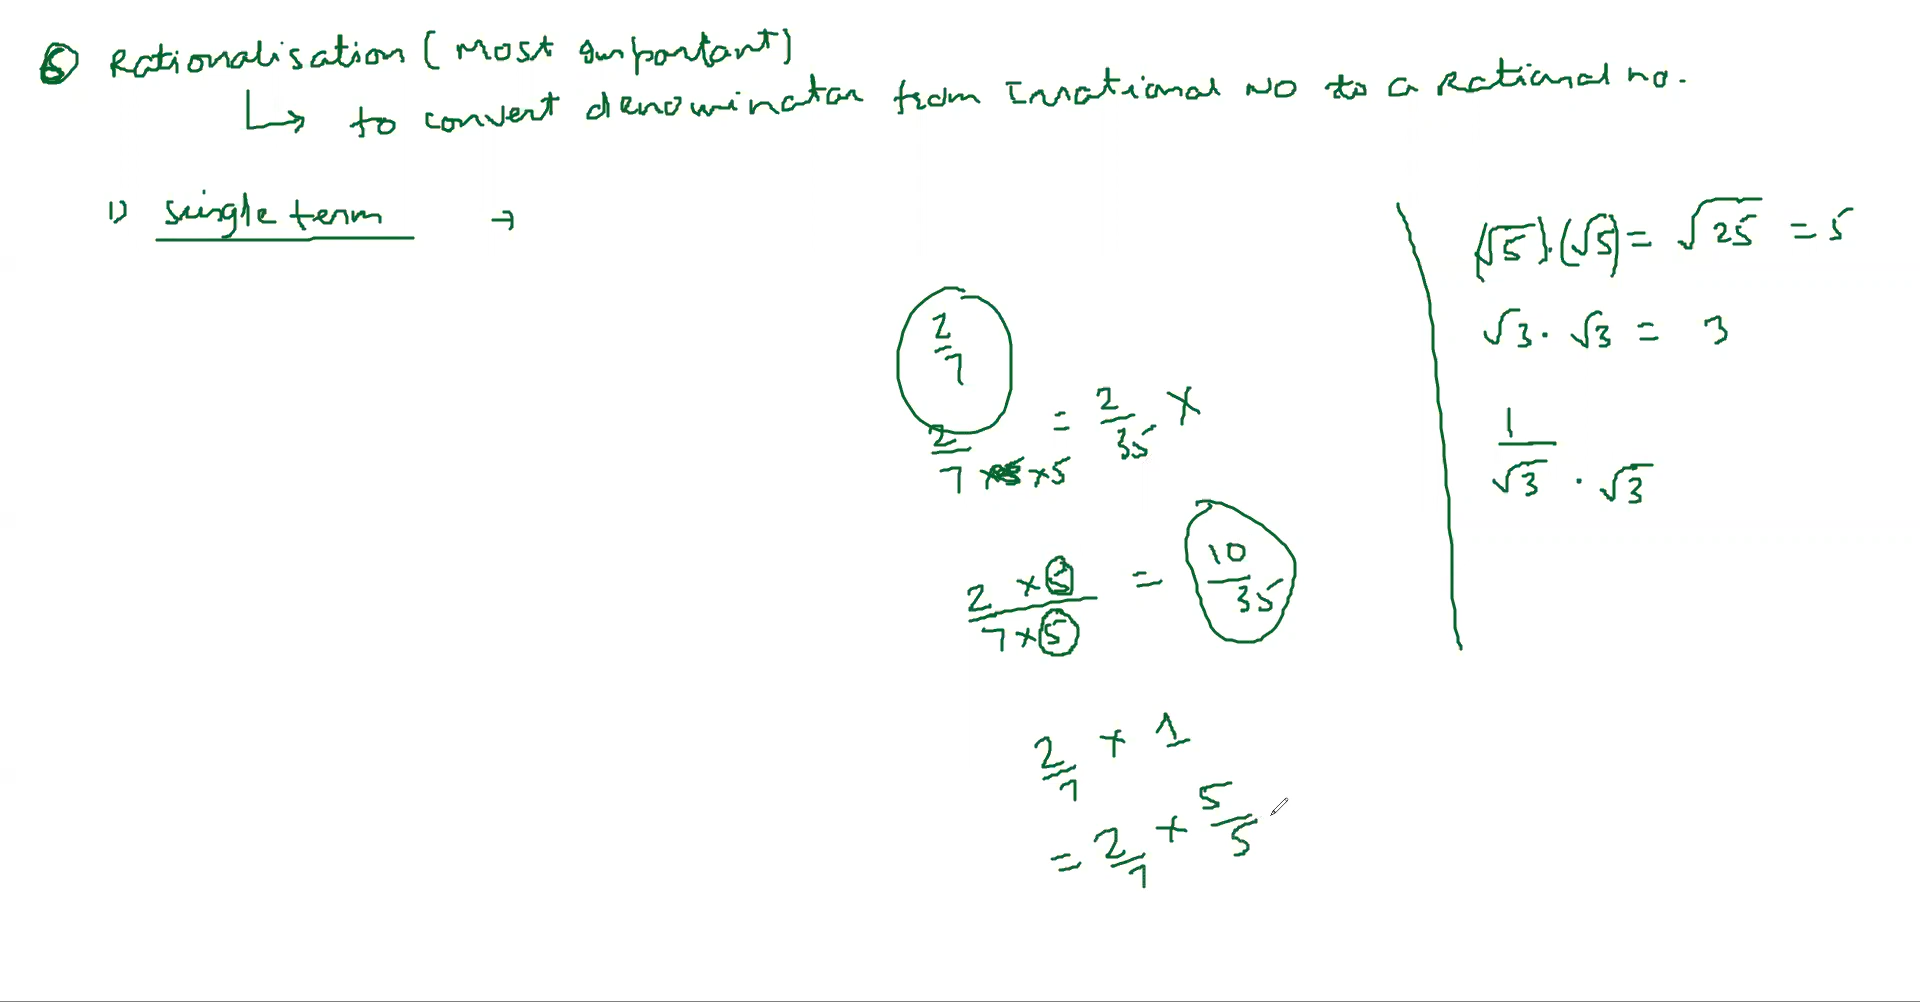 6 Rationalisation (most important)
↳ to convert denominator from Irrational no to a Rational no.
1) single term →
2/7
2/7×5 = 2/35 ×
2×5/7×5 = 10/35
2/7 × 1
= 2/7 × 5/5
(√5).(√5) = √25 = 5
√3 . √3 = 3
1/√3 . √3